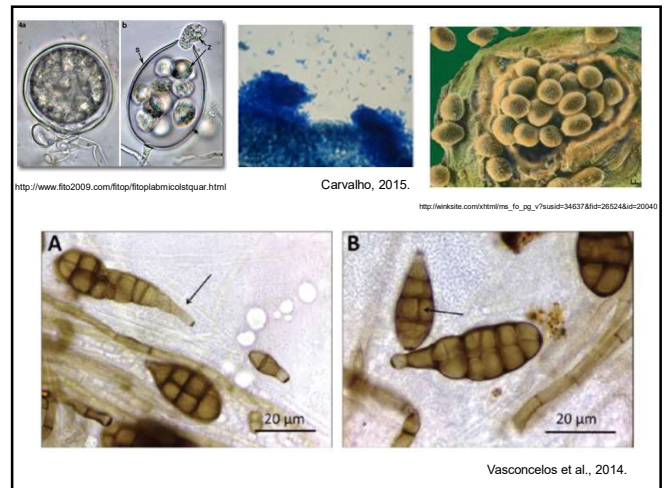 4a
b
S
Z
http://www.fito2009.com/fitop/fitoplabmicolstquar.html
Carvalho, 2015.
http://winksite.com/xhtml/ms_fo_pg_v?susid=34637&fid=26524&id=20040
A
B
20 µm
20 µm
Vasconcelos et al., 2014.